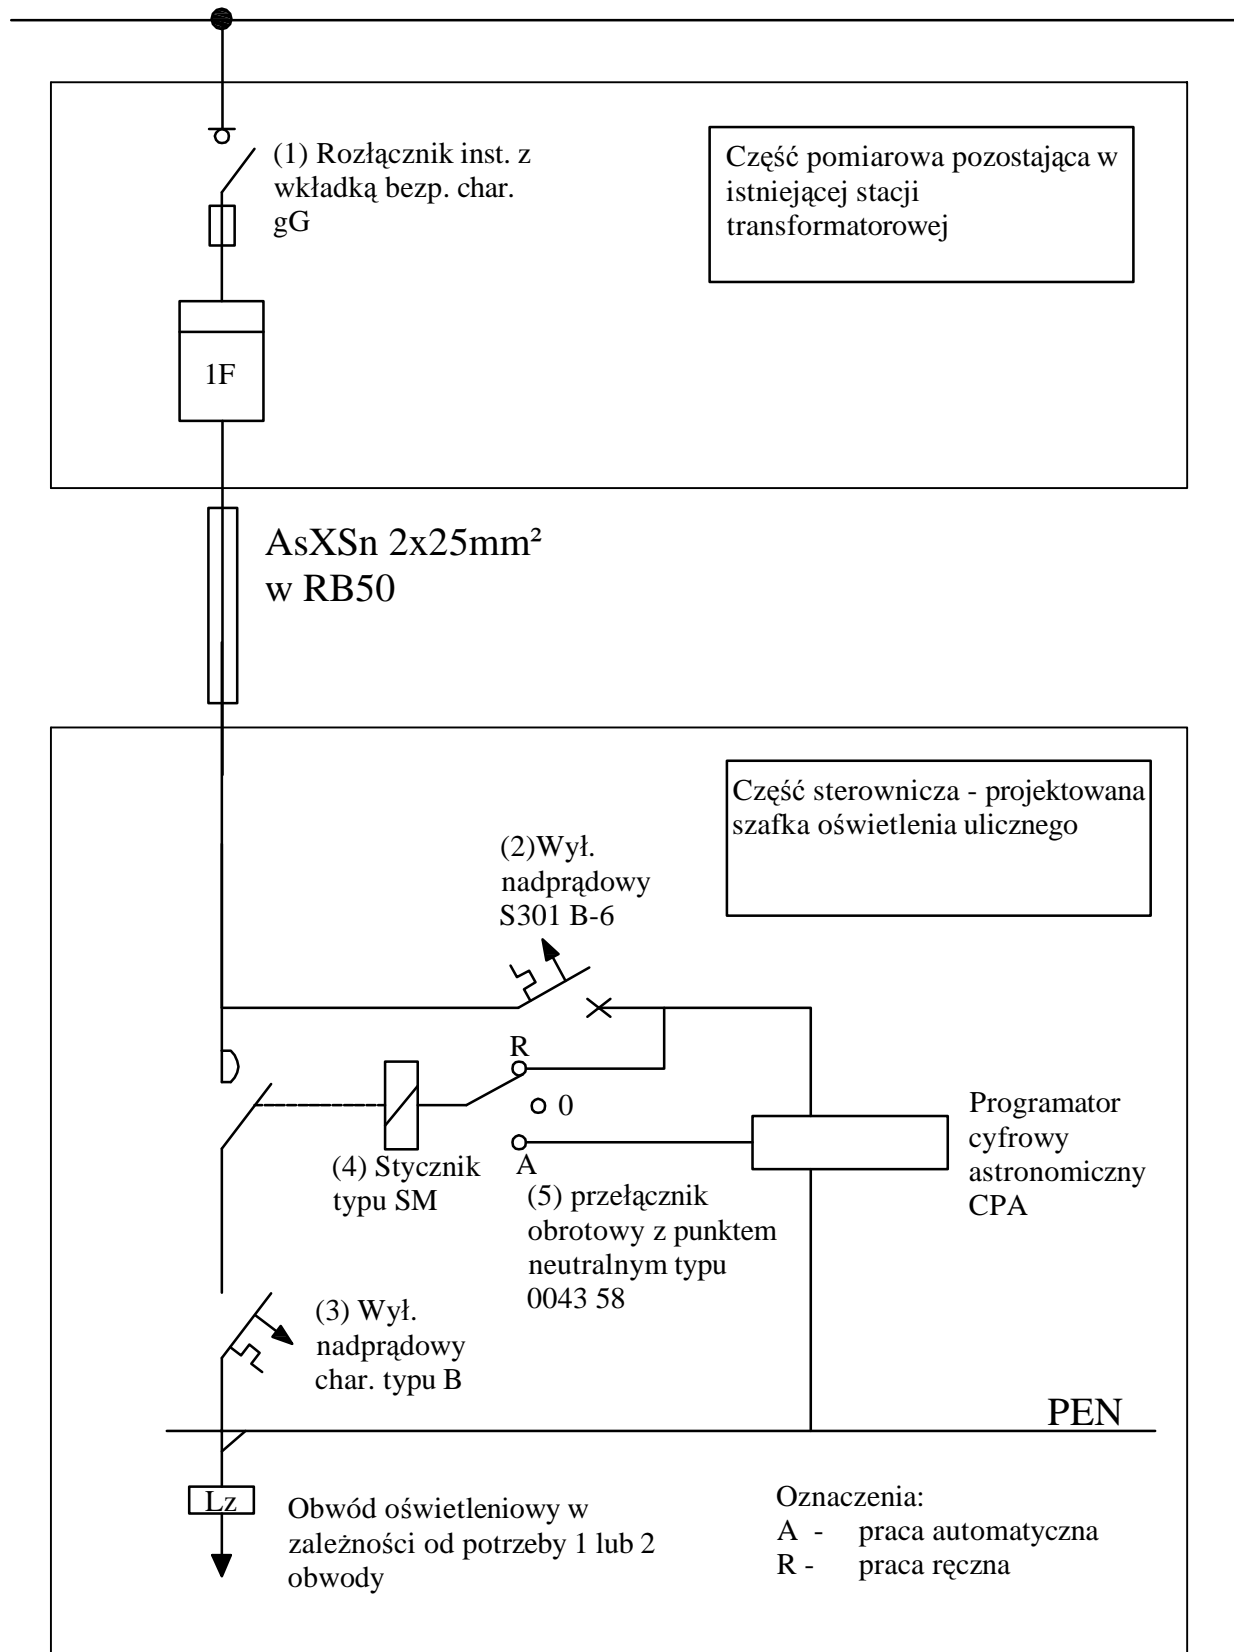 (1) Rozłącznik inst. z
wkładką bezp. char.
gG
Część pomiarowa pozostająca w
istniejącej stacji
transformatorowej
1F
AsXSn 2x25mm²
w RB50
Część sterownicza - projektowana
szafka oświetlenia ulicznego
(2)Wył.
nadprądowy
S301 B-6
R
0
A
(4) Stycznik
typu SM
(5) przełącznik
obrotowy z punktem
neutralnym typu
0043 58
Programator
cyfrowy
astronomiczny
CPA
(3) Wył.
nadprądowy
char. typu B
PEN
Lz
Obwód oświetleniowy w
zależności od potrzeby 1 lub 2
obwody
Oznaczenia:
A - praca automatyczna
R - praca ręczna